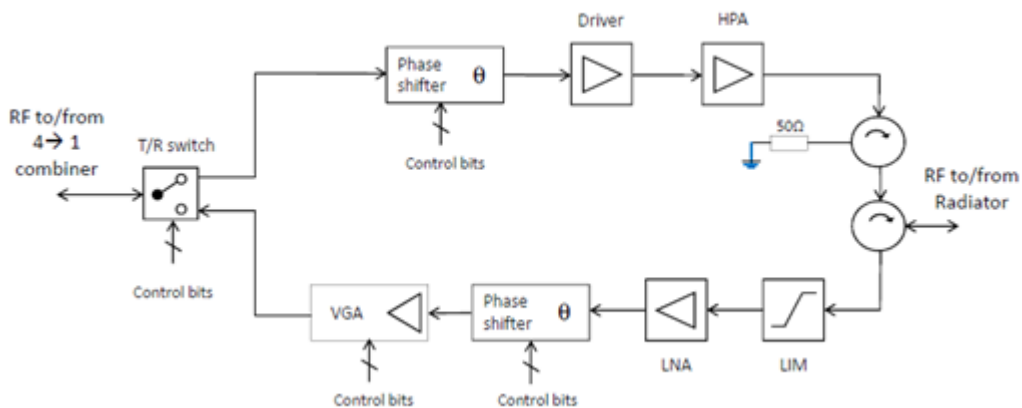 Driver
HPA
Phase
shifter
θ
RF to/from
4→ 1
combiner
T/R switch
Control bits
50Ω
RF to/from
Radiator
Control bits
VGA
Phase
shifter
θ
LNA
LIM
Control bits
Control bits